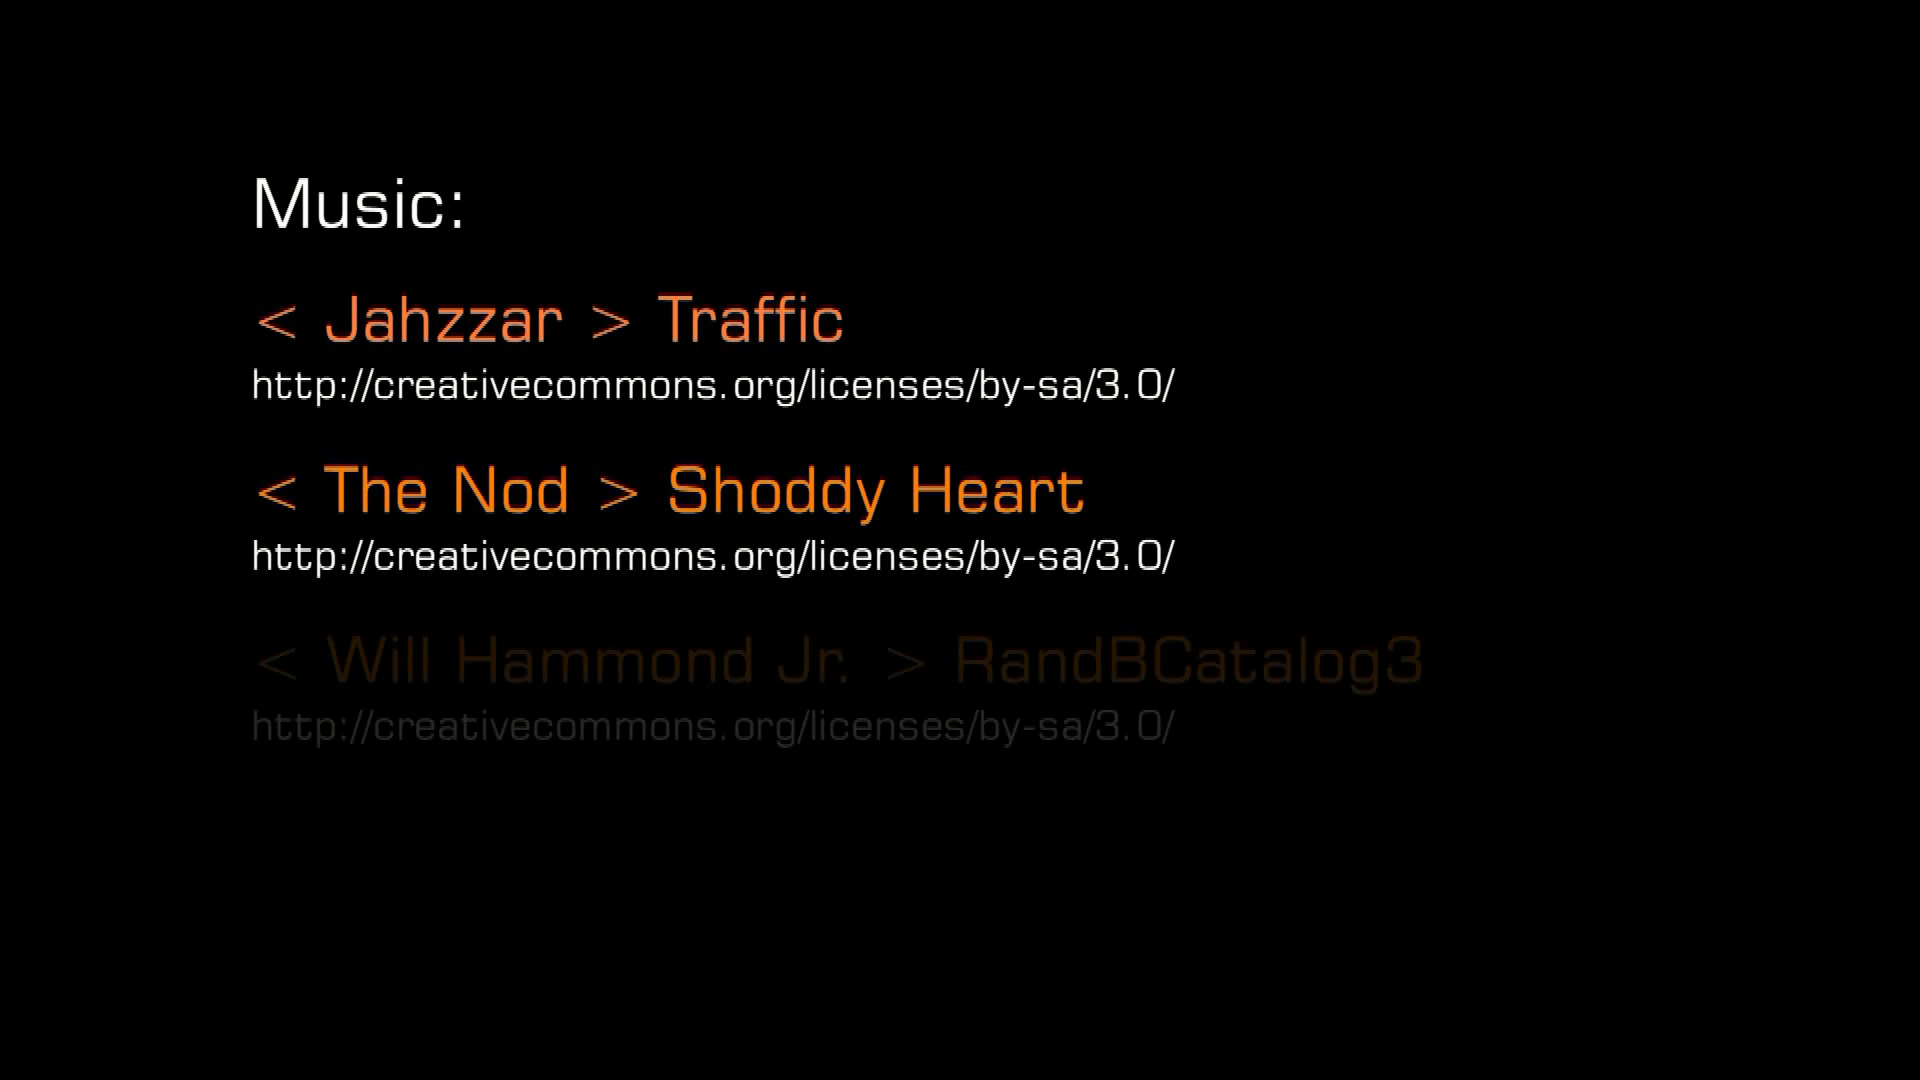 Music:
< Jahzzar > Traffic
http://creativecommons.org/licenses/by-sa/3.0/
< The Nod > Shoddy Heart
http://creativecommons.org/licenses/by-sa/3.0/
< Will Hammond Jr. > RandBCatalog3
http://creativecommons.org/licenses/by-sa/3.0/